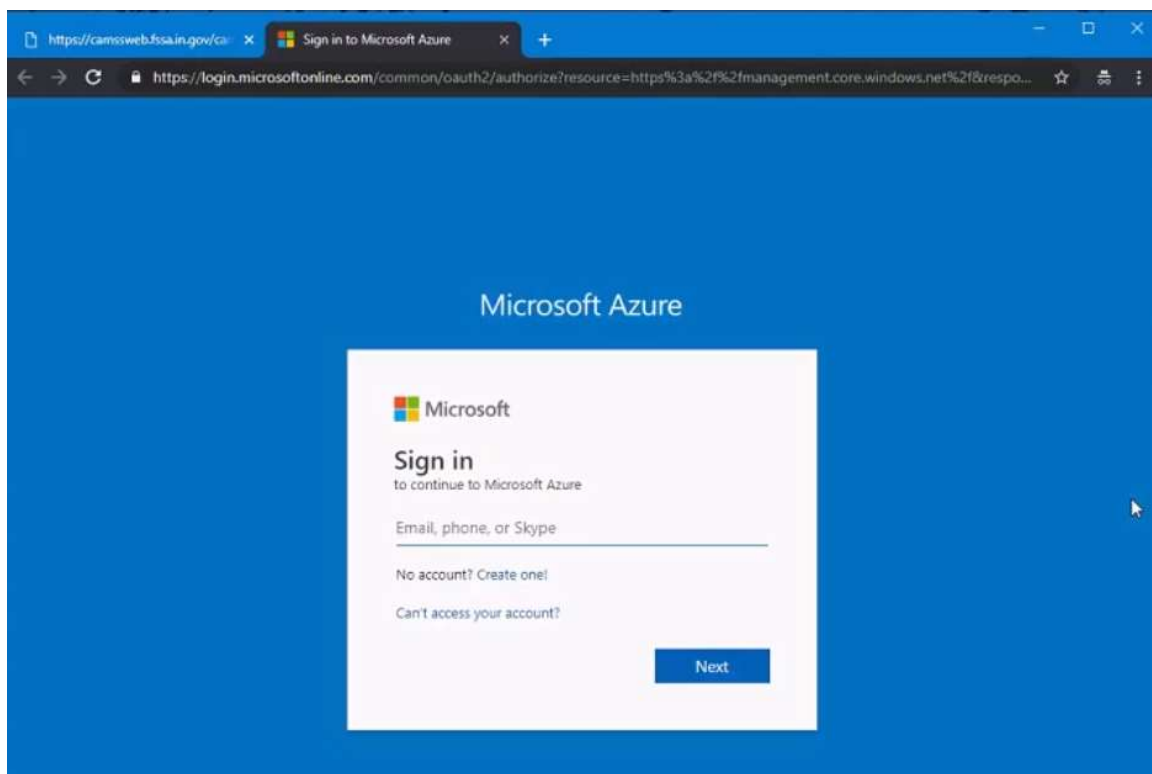 https://camssweb.fssa.in.gov/ca
Sign in to Microsoft Azure
https://login.microsoftonline.com/common/oauth2/authorize?resource=https%3a%2f%2fmanagement.core.windows.net%2f&respo...
Microsoft Azure
Microsoft
Sign in
to continue to Microsoft Azure
Email, phone, or Skype
No account? Create one!
Can't access your account?
Next